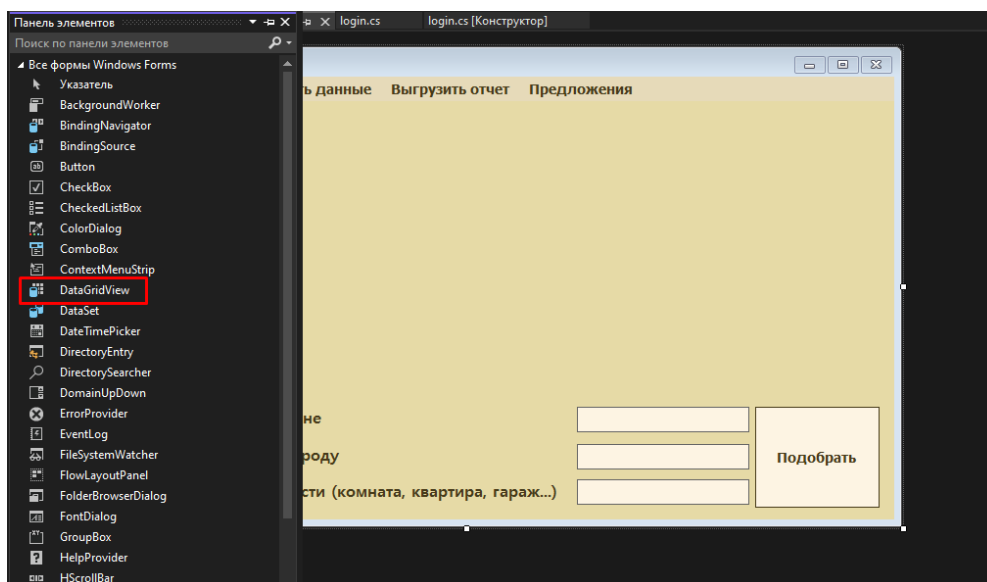 Панель элементов
login.cs
login.cs [Конструктор]
Поиск по панели элементов
Все формы Windows Forms
Указатель
BackgroundWorker
BindingNavigator
BindingSource
Button
CheckBox
CheckedListBox
ColorDialog
ComboBox
ContextMenuStrip
DataGridView
DataSet
DateTimePicker
DirectoryEntry
DirectorySearcher
DomainUpDown
ErrorProvider
EventLog
FileSystemWatcher
FlowLayoutPanel
FolderBrowserDialog
FontDialog
GroupBox
HelpProvider
HScrollBar
ь данные Выгрузить отчет Предложения
не
роду
сти (комната, квартира, гараж...)
Подобрать